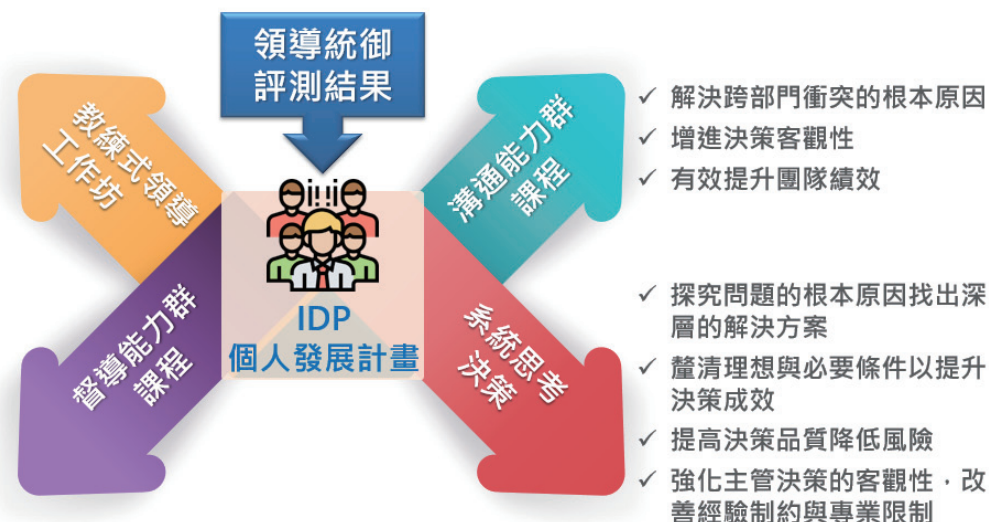 領導統御
評測結果
教練式領導
工作坊
溝通能力群
課程
督導能力群
課程
系統思考
決策
IDP
個人發展計畫
✓ 解決跨部門衝突的根本原因
✓ 增進決策客觀性
✓ 有效提升團隊績效
✓ 探究問題的根本原因找出深
層的解決方案
✓ 釐清理想與必要條件以提升
決策成效
✓ 提高決策品質降低風險
✓ 強化主管決策的客觀性，改
善經驗制約與專業限制